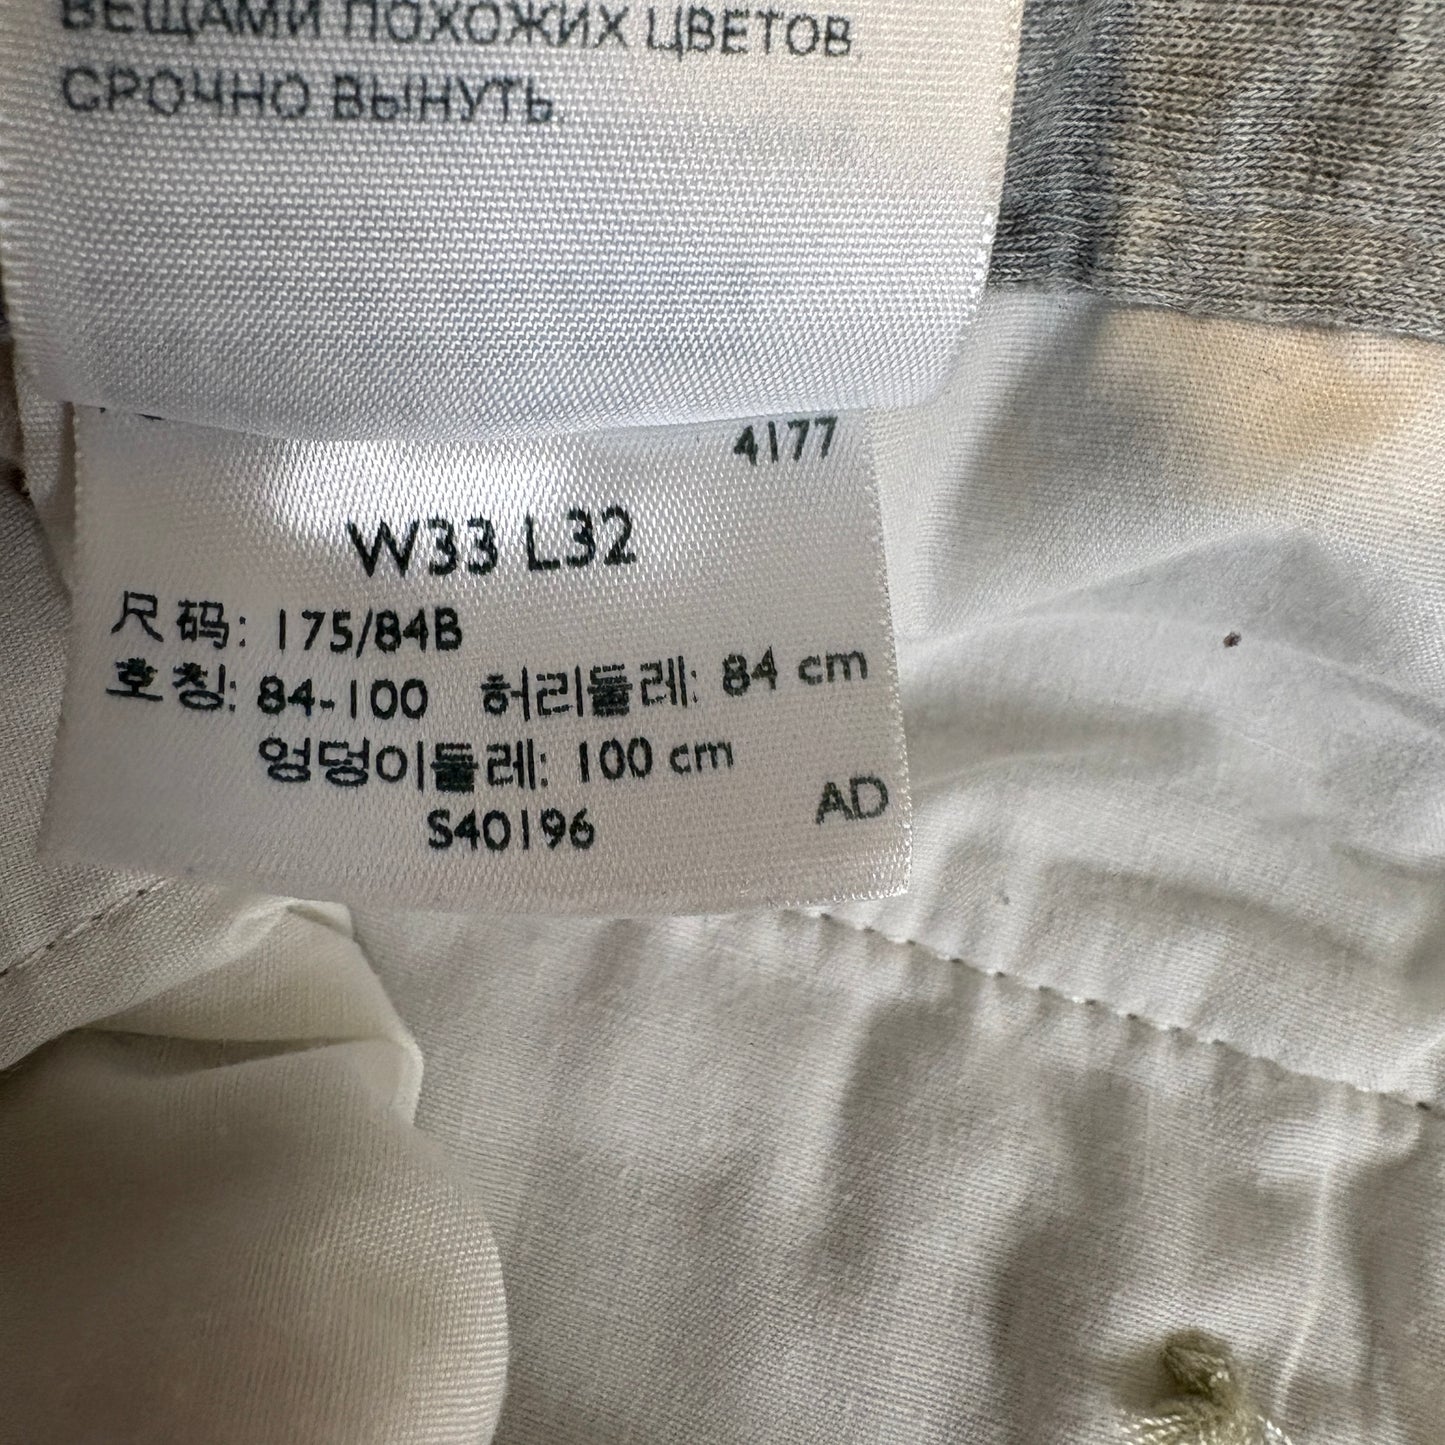 ВЕЩАМИ ПОХОЖИХ ЦВЕТОВ.
СРОЧНО ВЫНУТЬ.
4177
W33 L32
尺码: 175/84B
호칭: 84-100 허리둘레: 84 cm
엉덩이둘레: 100 cm
AD
S40196